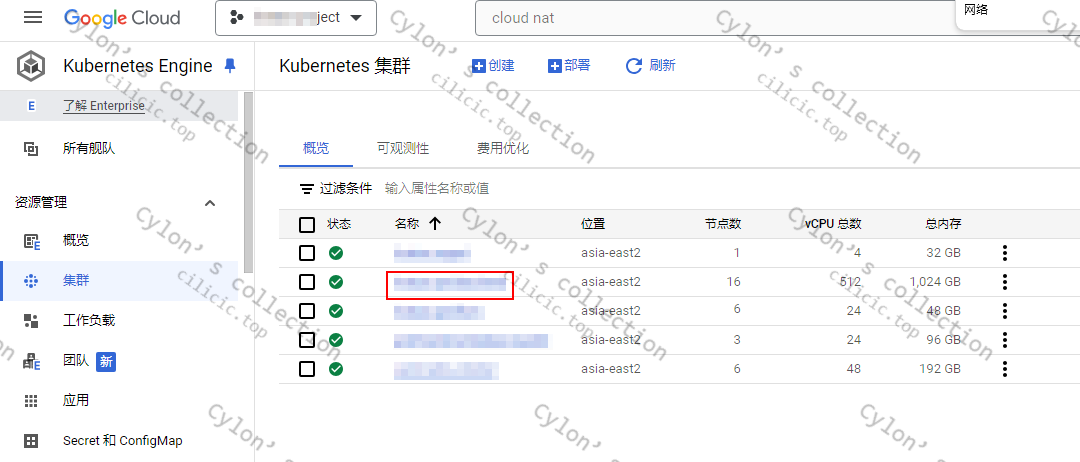 Google Cloud
ject
cloud nat
网络
Kubernetes Engine
Kubernetes 集群
创建
部署
刷新
E
了解 Enterprise
所有舰队
概览
可观测性
费用优化
过滤条件
输入属性名称或值
资源管理
状态
名称
位置
节点数
vCPU 总数
总内存
概览
asia-east2
1
4
32 GB
集群
asia-east2
16
512
1,024 GB
工作负载
asia-east2
6
24
48 GB
团队
新
asia-east2
3
24
96 GB
应用
asia-east2
6
48
192 GB
Secret 和 ConfigMap
Cylon’s collection
cilicic.top